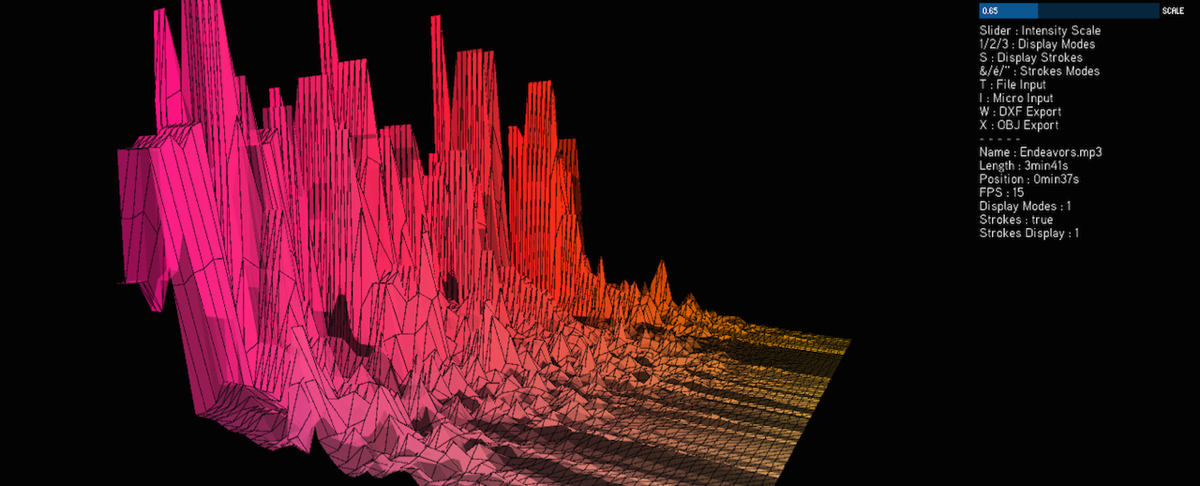 0.65 SCALE
Slider : Intensity Scale
1/2/3 : Display Modes
S : Display Strokes
&/é/" : Strokes Modes
T : File Input
I : Micro Input
W : DXF Export
X : OBJ Export
- - - - -
Name : Endeavors.mp3
Length : 3min41s
Position : 0min37s
FPS : 15
Display Modes : 1
Strokes : true
Strokes Display : 1